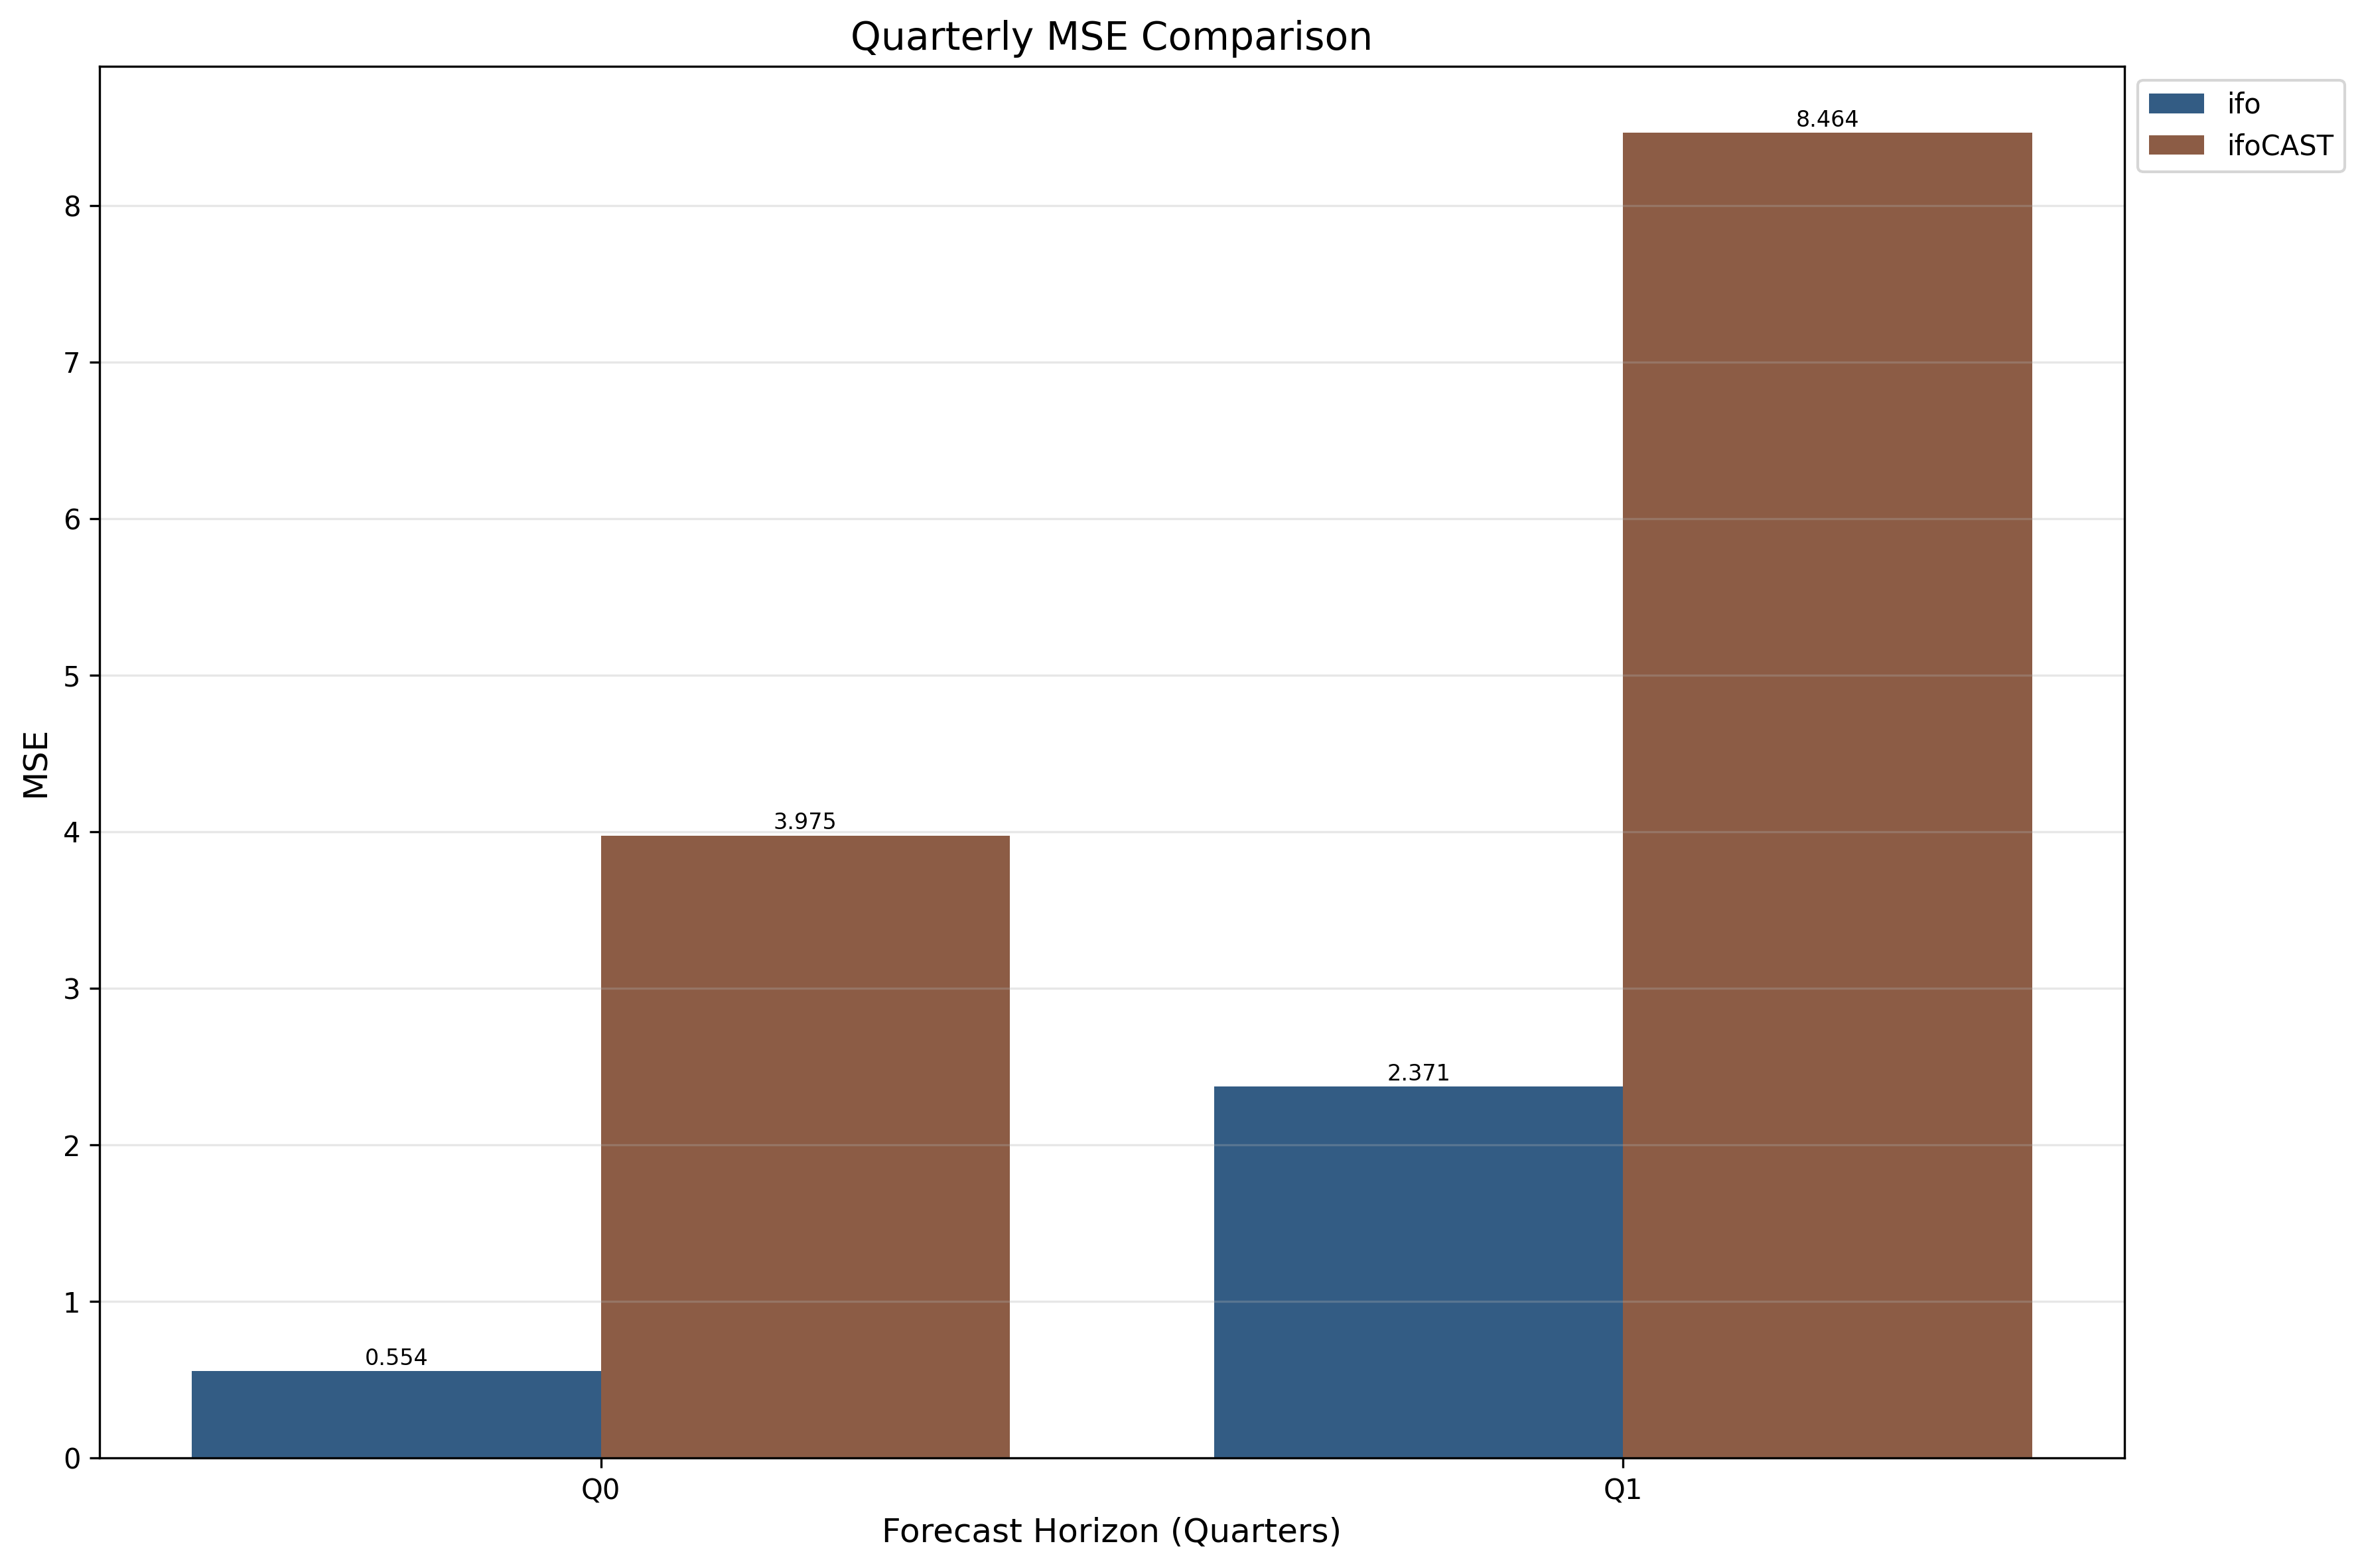 Quarterly MSE Comparison
ifo
ifoCAST
8.464
8
7
6
5
4
3
2
1
0
MSE
3.975
2.371
0.554
Q0
Q1
Forecast Horizon (Quarters)